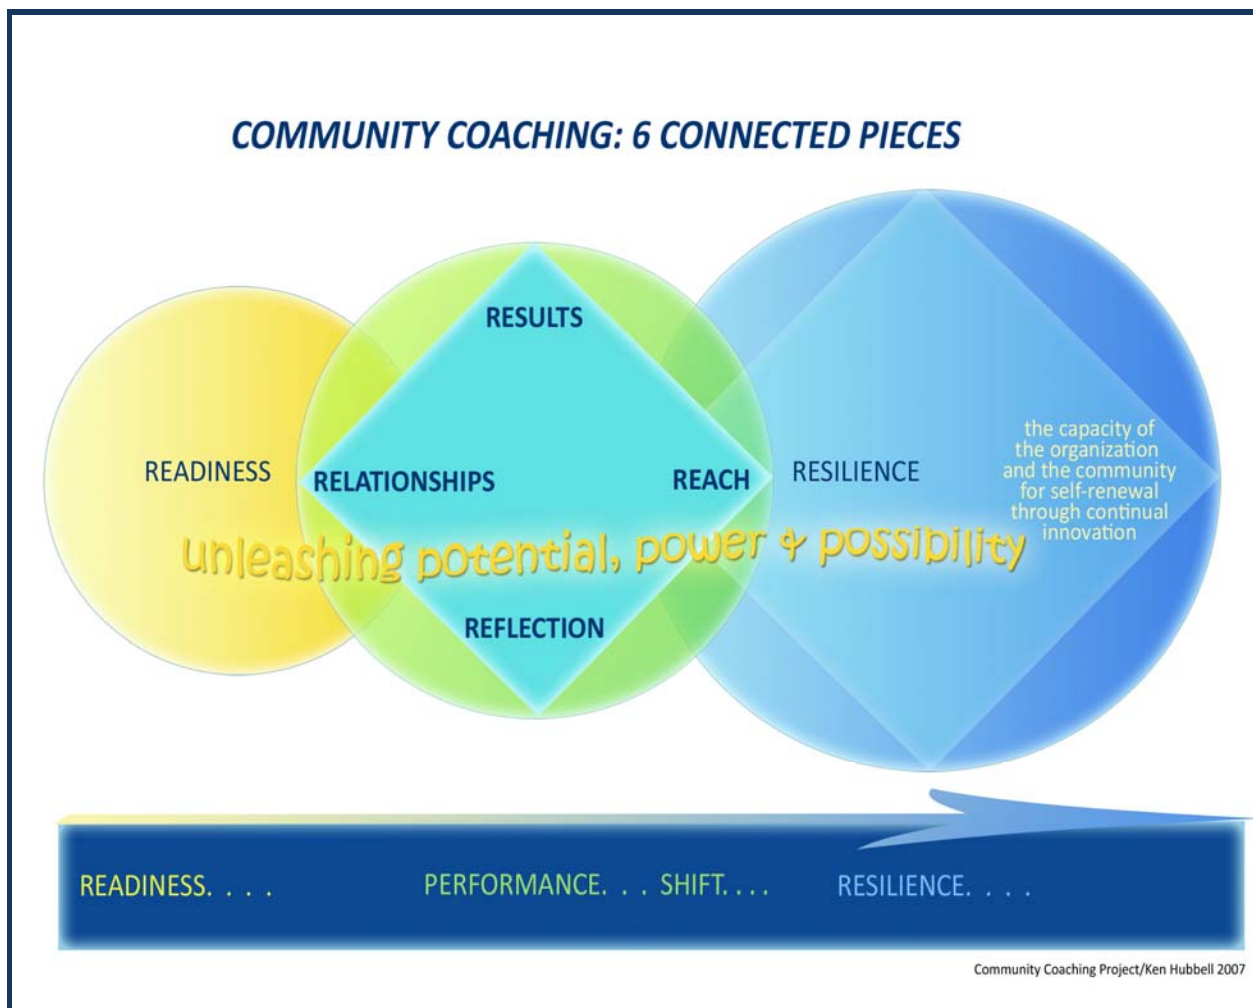 COMMUNITY COACHING: 6 CONNECTED PIECES
RESULTS
READINESS
RELATIONSHIPS
REACH
RESILIENCE
the capacity of
the organization
and the community
for self-renewal
through continual
innovation
unleashing potential, power & possibility
REFLECTION
READINESS. . . .
PERFORMANCE. . . SHIFT. . . .
RESILIENCE. . . .
Community Coaching Project/Ken Hubbell 2007